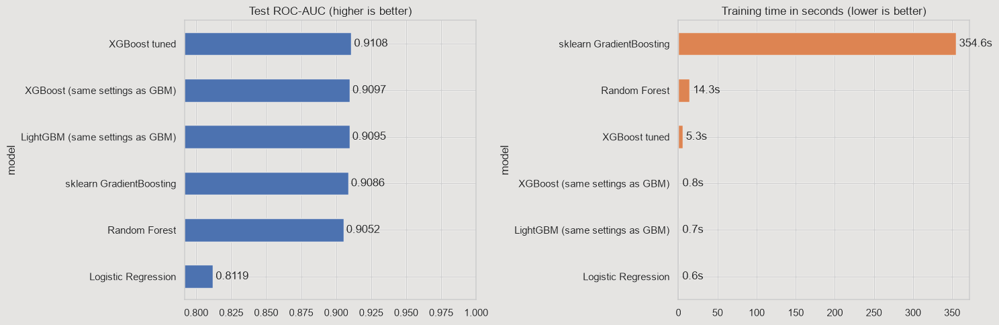 Test ROC-AUC (higher is better)
model
XGBoost tuned
0.9108
XGBoost (same settings as GBM)
0.9097
LightGBM (same settings as GBM)
0.9095
sklearn GradientBoosting
0.9086
Random Forest
0.9052
Logistic Regression
0.8119
0.800 0.825 0.850 0.875 0.900 0.925 0.950 0.975 1.000
Training time in seconds (lower is better)
model
sklearn GradientBoosting
354.6s
Random Forest
14.3s
XGBoost tuned
5.3s
XGBoost (same settings as GBM)
0.8s
LightGBM (same settings as GBM)
0.7s
Logistic Regression
0.6s
0 50 100 150 200 250 300 350